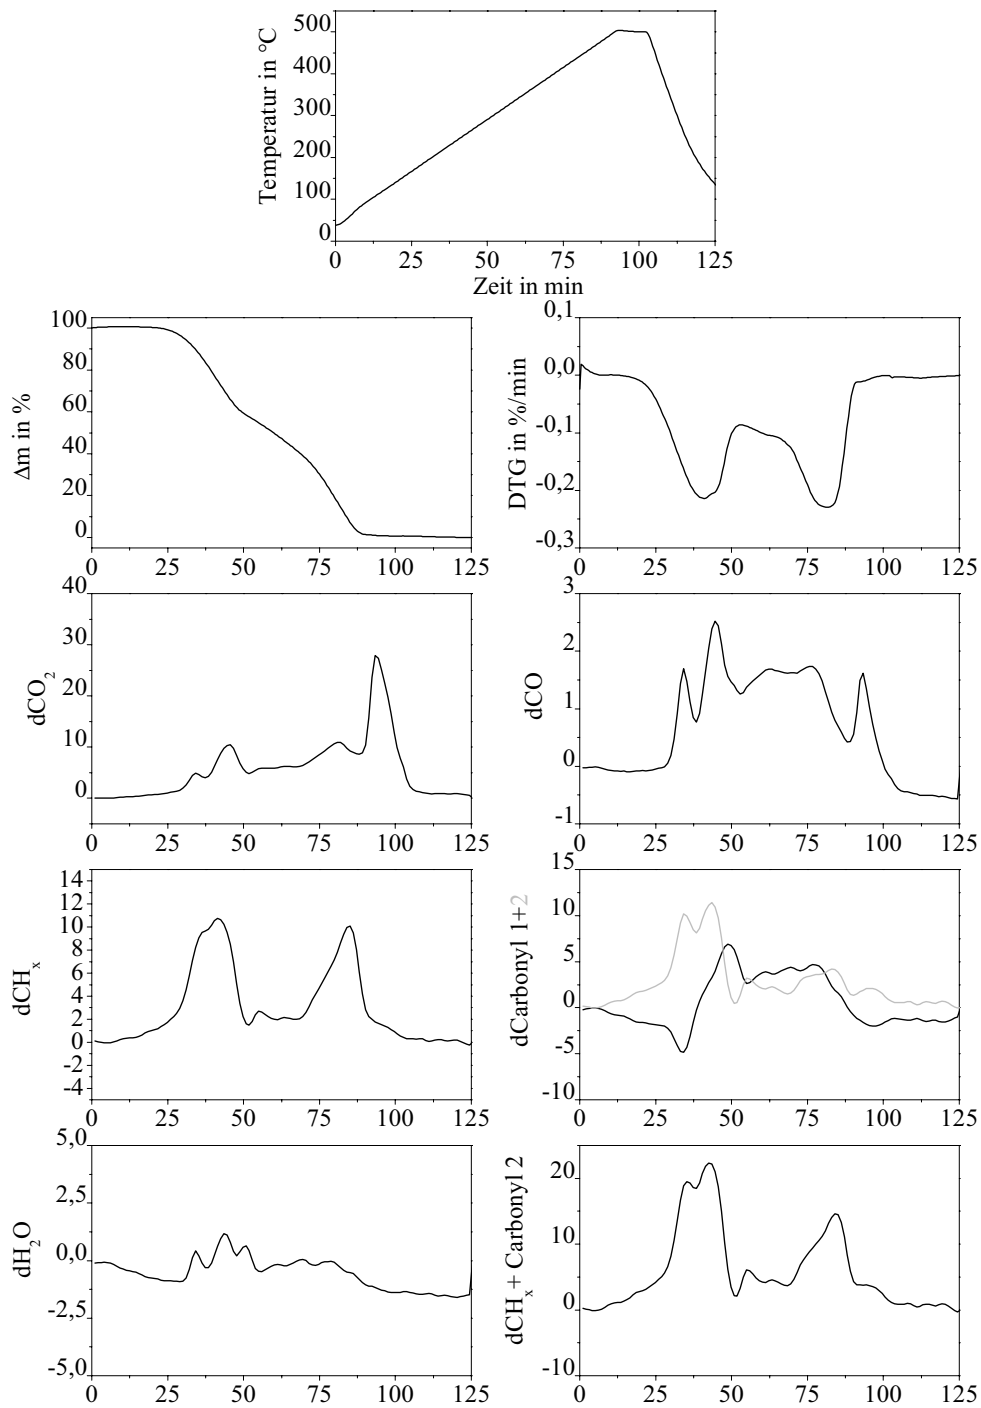 500
400
300
200
100
0
Temperatur in °C
0 25 50 75 100 125
Zeit in min
100
80
60
40
20
0
Δm in %
0 25 50 75 100 125
0,1
0,0
-0,1
-0,2
-0,3
DTG in %/min
0 25 50 75 100 125
40
30
20
10
0
dCO₂
0 25 50 75 100 125
3
2
1
0
-1
dCO
0 25 50 75 100 125
14
12
10
8
6
4
2
0
-2
-4
dCHₓ
0 25 50 75 100 125
15
10
5
0
-5
-10
dCarbonyl 1+2
0 25 50 75 100 125
5,0
2,5
0,0
-2,5
-5,0
dH₂O
0 25 50 75 100 125
20
10
0
-10
dCHₓ+ Carbonyl 2
0 25 50 75 100 125